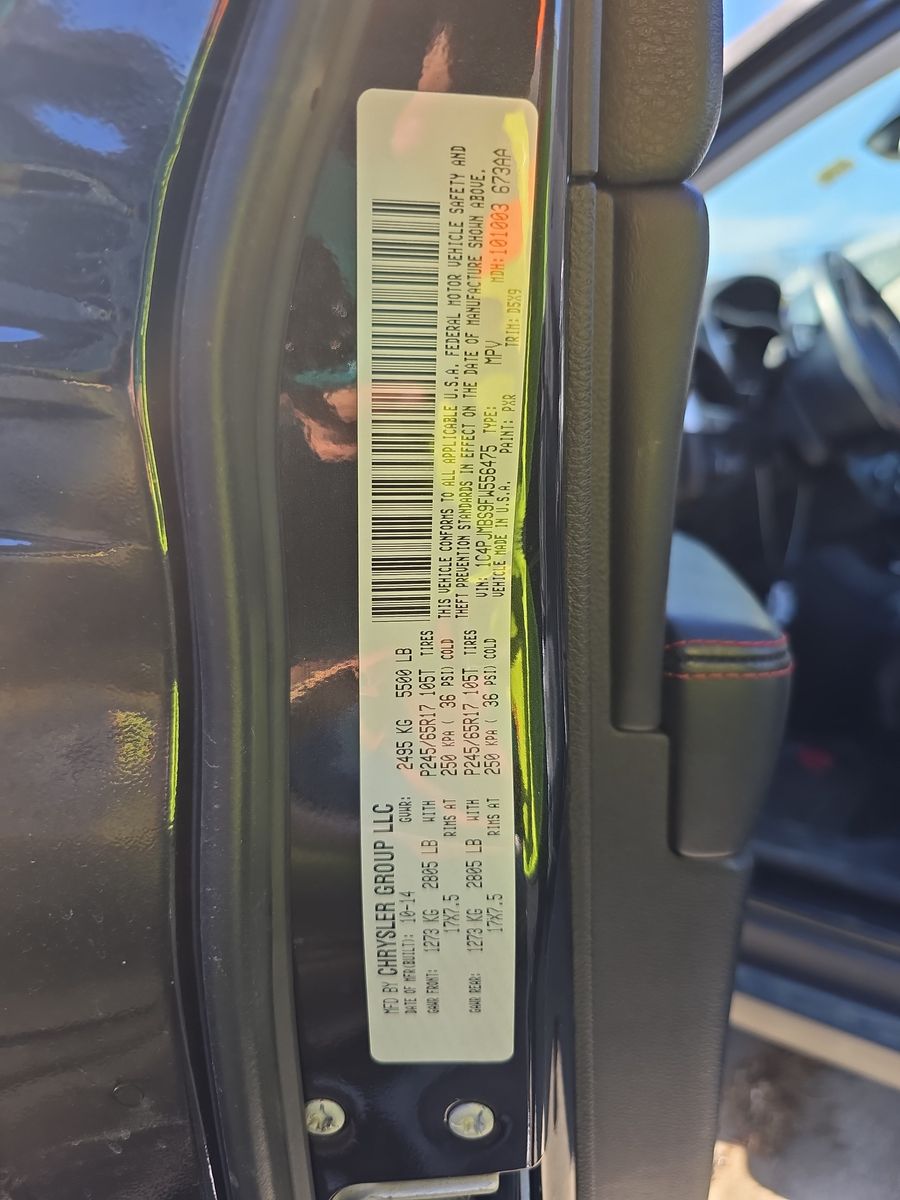 MFD BY CHRYSLER GROUP LLC
DATE OF MFR(BUILT): 10-14 GVWR: 2495 KG 5500 LB
GAWR FRONT: 1273 KG 2805 LB WITH P245/65R17 105T TIRES
17X7.5 RIMS AT 250 KPA ( 36 PSI) COLD
GAWR REAR: 1273 KG 2805 LB WITH P245/65R17 105T TIRES
17X7.5 RIMS AT 250 KPA ( 36 PSI) COLD
THIS VEHICLE CONFORMS TO ALL APPLICABLE U.S.A. FEDERAL MOTOR VEHICLE SAFETY AND
THEFT PREVENTION STANDARDS IN EFFECT ON THE DATE OF MANUFACTURE SHOWN ABOVE.
VIN: 1C4PJMBS9FW556475 TYPE: MPV MDH:101003 673AA
VEHICLE MADE IN U.S.A. PAINT: PXR TRIM: D5X9